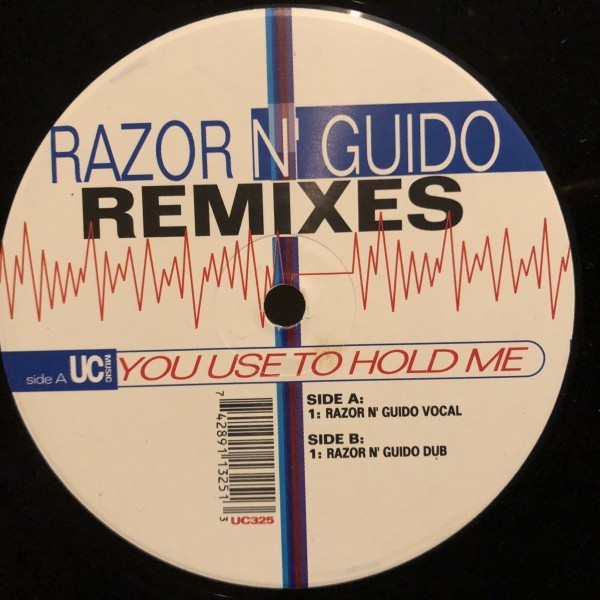 RAZOR N' GUIDO
REMIXES
side A UC MUSIC YOU USE TO HOLD ME
SIDE A:
1: RAZOR N' GUIDO VOCAL
SIDE B:
1: RAZOR N' GUIDO DUB
7 42891 13251 3
UC325